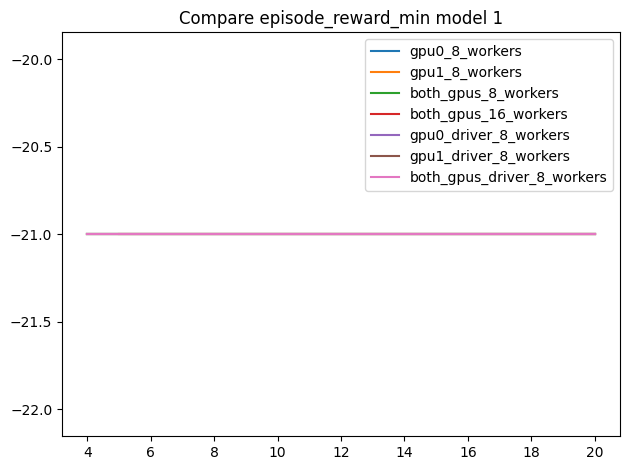 Compare episode_reward_min model 1
gpu0_8_workers
gpu1_8_workers
both_gpus_8_workers
both_gpus_16_workers
gpu0_driver_8_workers
gpu1_driver_8_workers
both_gpus_driver_8_workers
−20.0
−20.5
−21.0
−21.5
−22.0
4 6 8 10 12 14 16 18 20